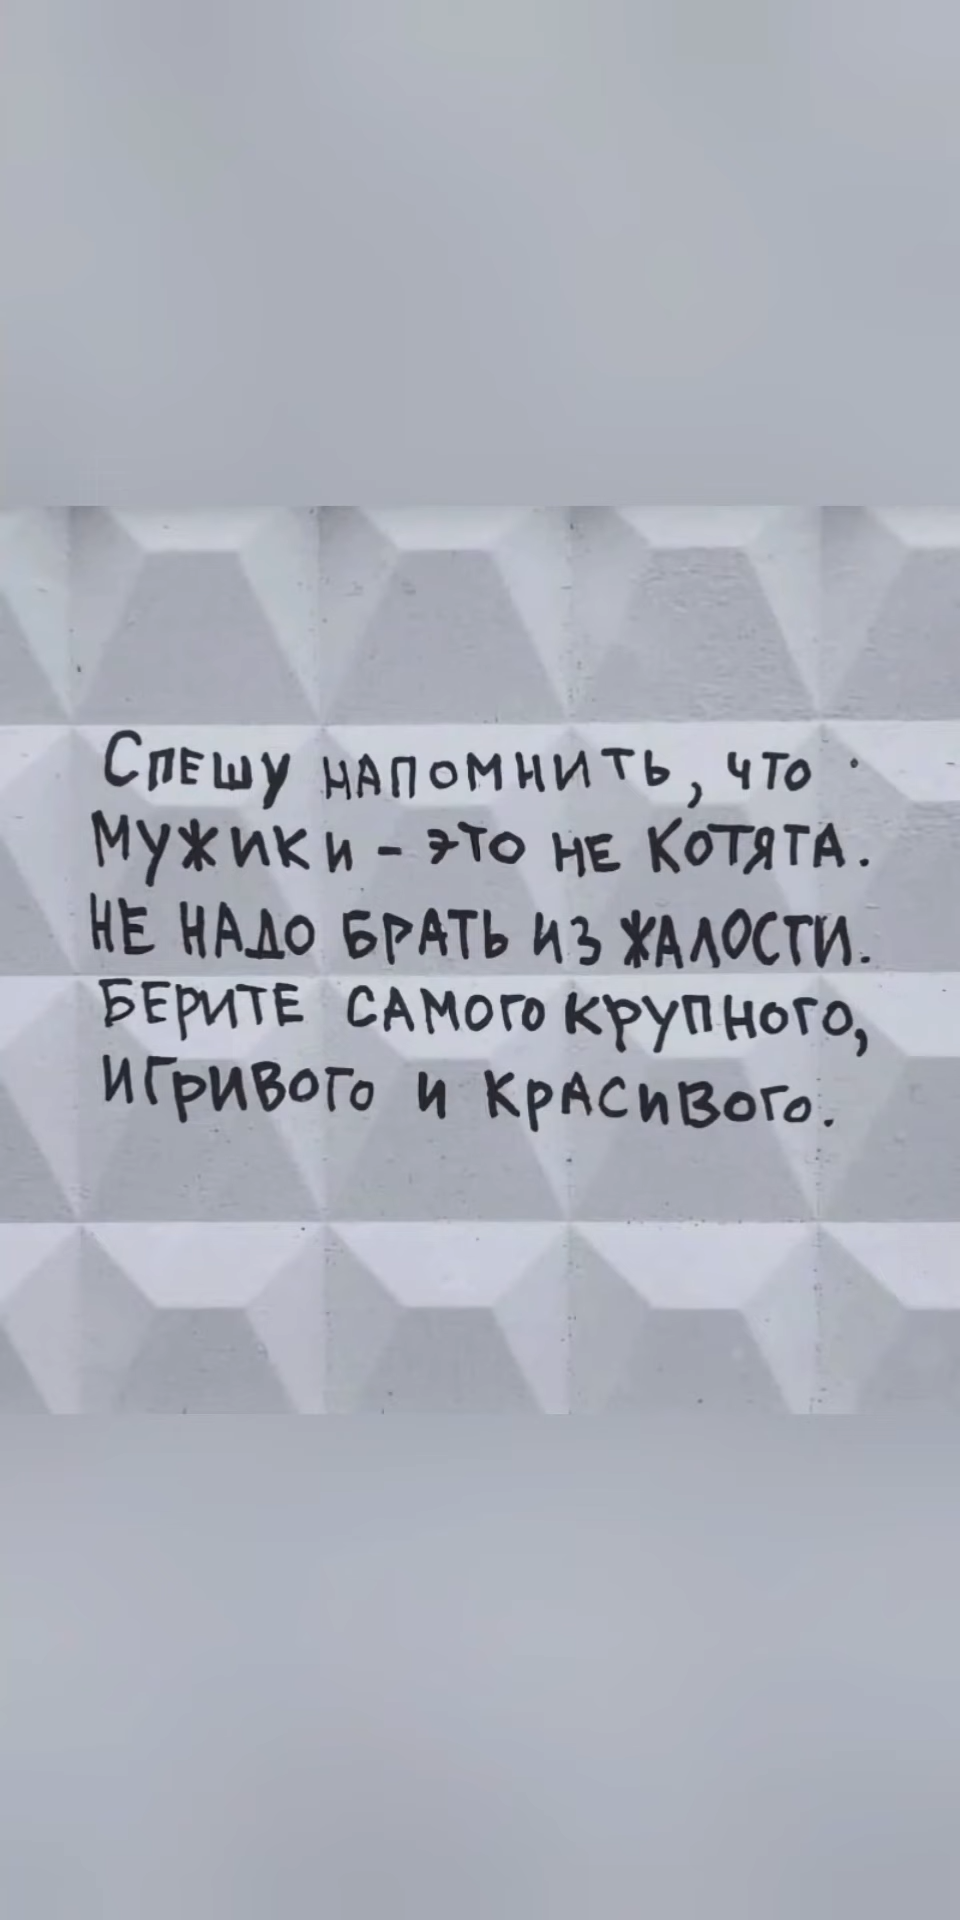 Спешу напомнить, что
мужики - это не котята.
Не надо брать из жалости.
Берите самого крупного,
игривого и красивого.